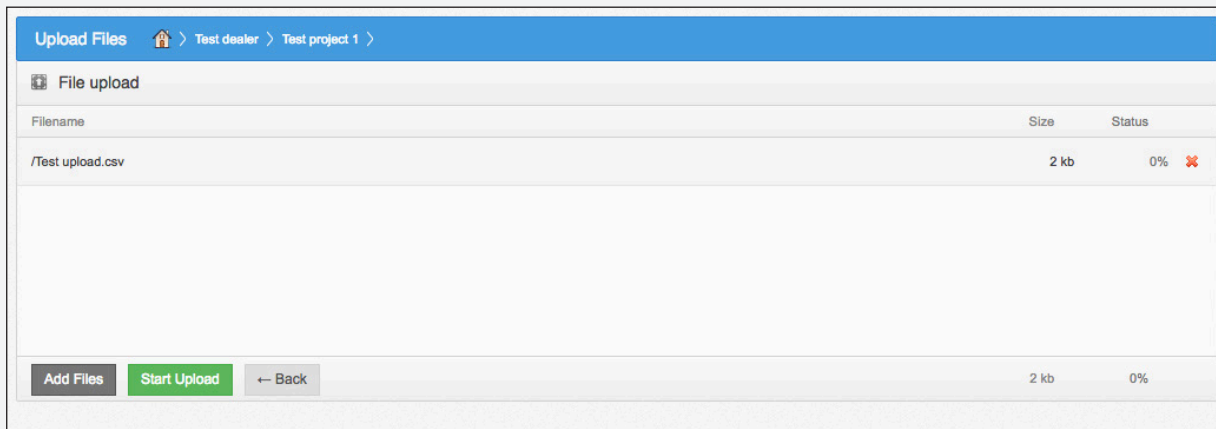 Upload Files Test dealer Test project 1
File upload
Filename Size Status
/Test upload.csv 2 kb 0%
Add Files Start Upload ← Back 2 kb 0%